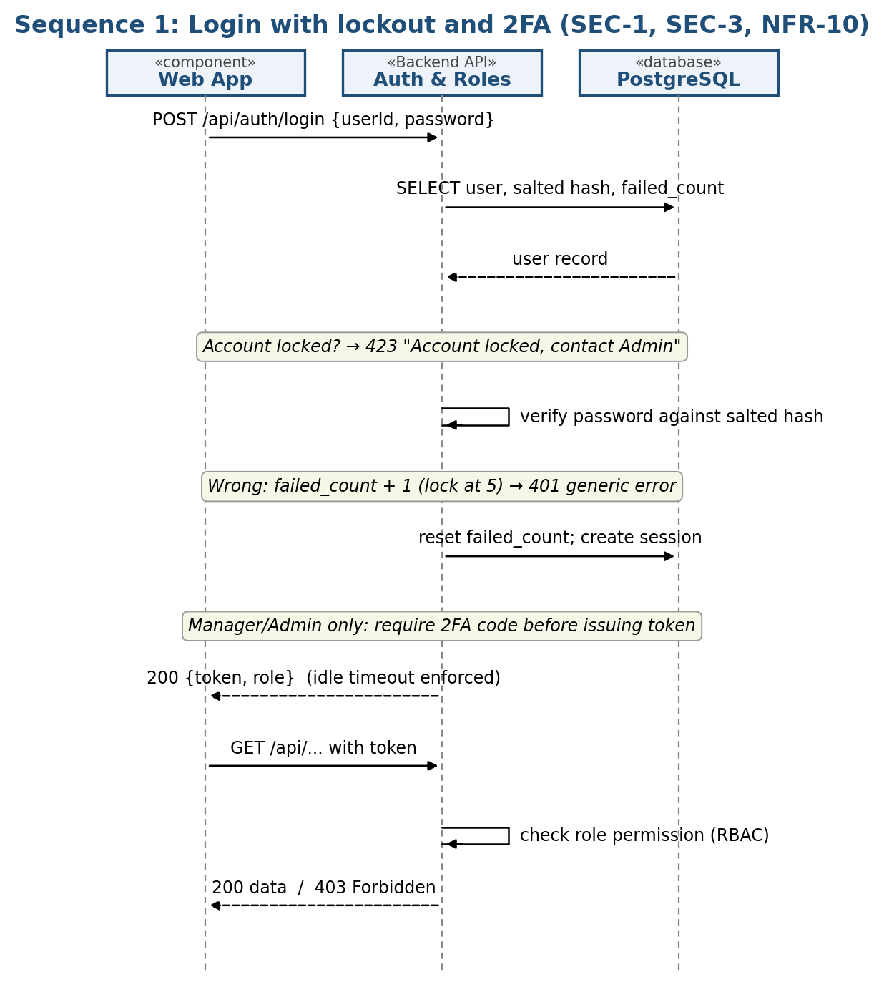 Sequence 1: Login with lockout and 2FA (SEC-1, SEC-3, NFR-10)
«component»
Web App
«Backend API»
Auth & Roles
«database»
PostgreSQL
POST /api/auth/login {userId, password}
SELECT user, salted hash, failed_count
user record
Account locked? → 423 "Account locked, contact Admin"
verify password against salted hash
Wrong: failed_count + 1 (lock at 5) → 401 generic error
reset failed_count; create session
Manager/Admin only: require 2FA code before issuing token
200 {token, role}  (idle timeout enforced)
GET /api/... with token
check role permission (RBAC)
200 data  /  403 Forbidden